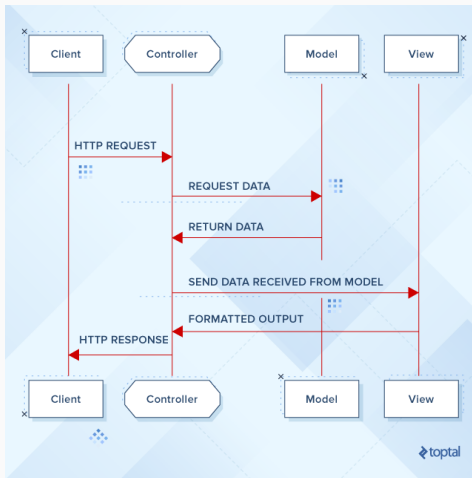 Client Controller Model View
HTTP REQUEST
REQUEST DATA
RETURN DATA
SEND DATA RECEIVED FROM MODEL
FORMATTED OUTPUT
HTTP RESPONSE
Client Controller Model View
toptal